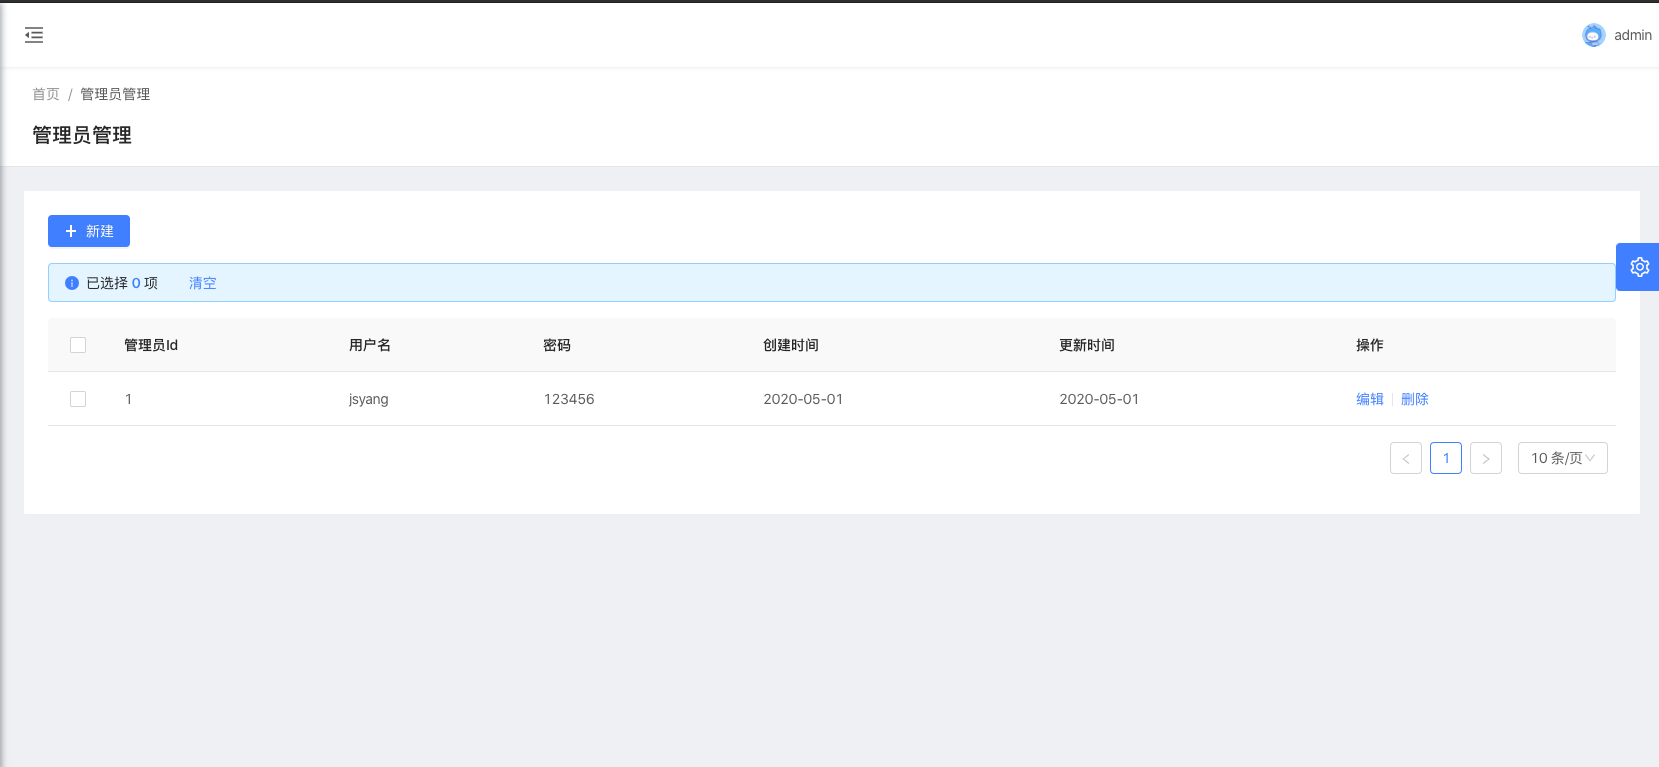 admin
首页 / 管理员管理
管理员管理
新建
已选择 0 项 清空
管理员Id 用户名 密码 创建时间 更新时间 操作
1 jsyang 123456 2020-05-01 2020-05-01 编辑 删除
< 1 > 10 条/页